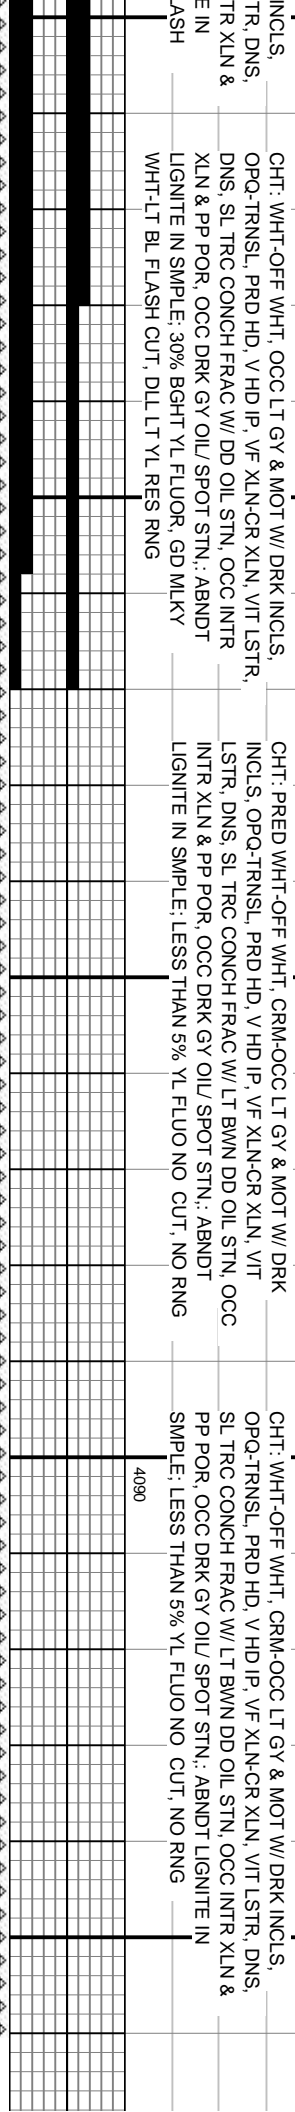 INCLS,
TR, DNS,
TR XLN &
E IN
ASH
CHT: WHT-OFF WHT, OCC LT GY & MOT W/ DRK INCLS,
OPQ-TRNSL, PRD HD, V HD IP, VF XLN-CR XLN, VIT LSTR,
DNS, SL TRC CONCH FRAC W/ DD OIL STN, OCC INTR
XLN & PP POR, OCC DRK GY OIL/ SPOT STN,: ABNDT
LIGNITE IN SMPLE; 30% BGHT YL FLUOR, GD MLKY
WHT-LT BL FLASH CUT, DLL LT YL RES RNG
CHT: PRED WHT-OFF WHT, CRM-OCC LT GY & MOT W/ DRK
INCLS, OPQ-TRNSL, PRD HD, V HD IP, VF XLN-CR XLN, VIT
LSTR, DNS, SL TRC CONCH FRAC W/ LT BWN DD OIL STN, OCC
INTR XLN & PP POR, OCC DRK GY OIL/ SPOT STN,: ABNDT
LIGNITE IN SMPLE; LESS THAN 5% YL FLUO NO CUT, NO RNG
CHT: WHT-OFF WHT, CRM-OCC LT GY & MOT W/ DRK INCLS,
OPQ-TRNSL, PRD HD, V HD IP, VF XLN-CR XLN, VIT LSTR, DNS,
SL TRC CONCH FRAC W/ LT BWN DD OIL STN, OCC INTR XLN &
PP POR, OCC DRK GY OIL/ SPOT STN,: ABNDT LIGNITE IN
SMPLE; LESS THAN 5% YL FLUO NO CUT, NO RNG
4090